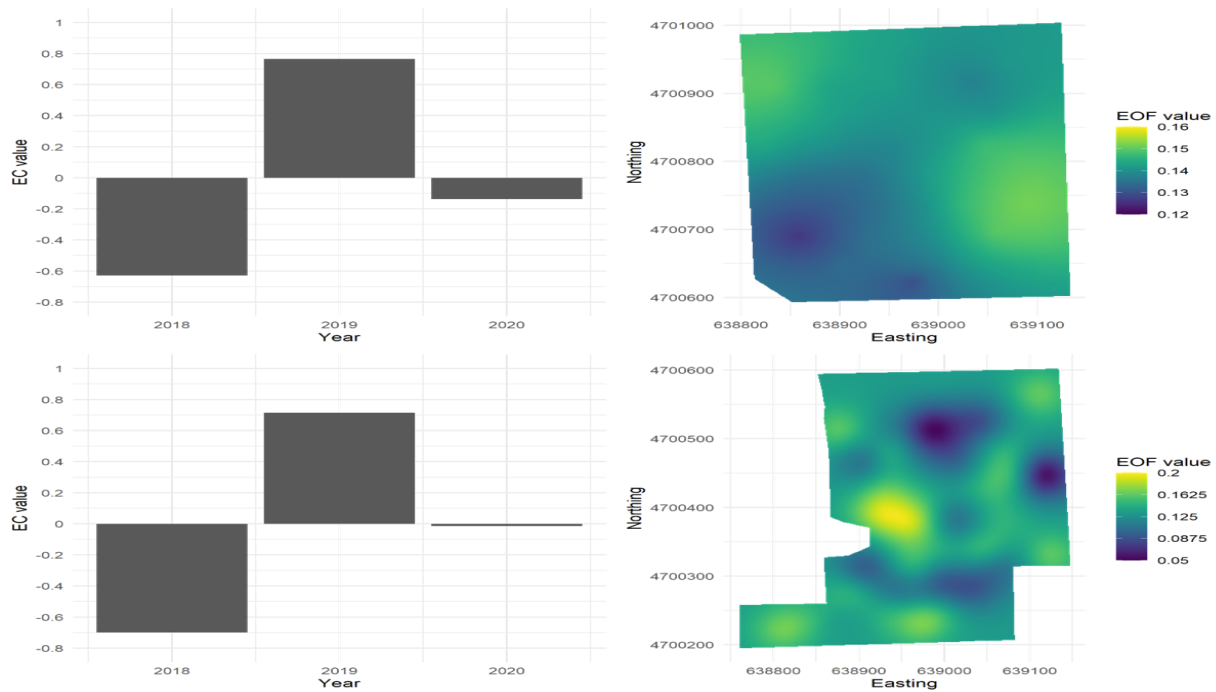 1
0.8
0.6
0.4
0.2
0
-0.2
-0.4
-0.6
-0.8
EC value
2018 2019 2020
Year
4701000
4700900
4700800
4700700
4700600
Northing
638800 638900 639000 639100
Easting
EOF value
0.16
0.15
0.14
0.13
0.12
1
0.8
0.6
0.4
0.2
0
-0.2
-0.4
-0.6
-0.8
EC value
2018 2019 2020
Year
4700600
4700500
4700400
4700300
4700200
Northing
638800 638900 639000 639100
Easting
EOF value
0.2
0.1625
0.125
0.0875
0.05